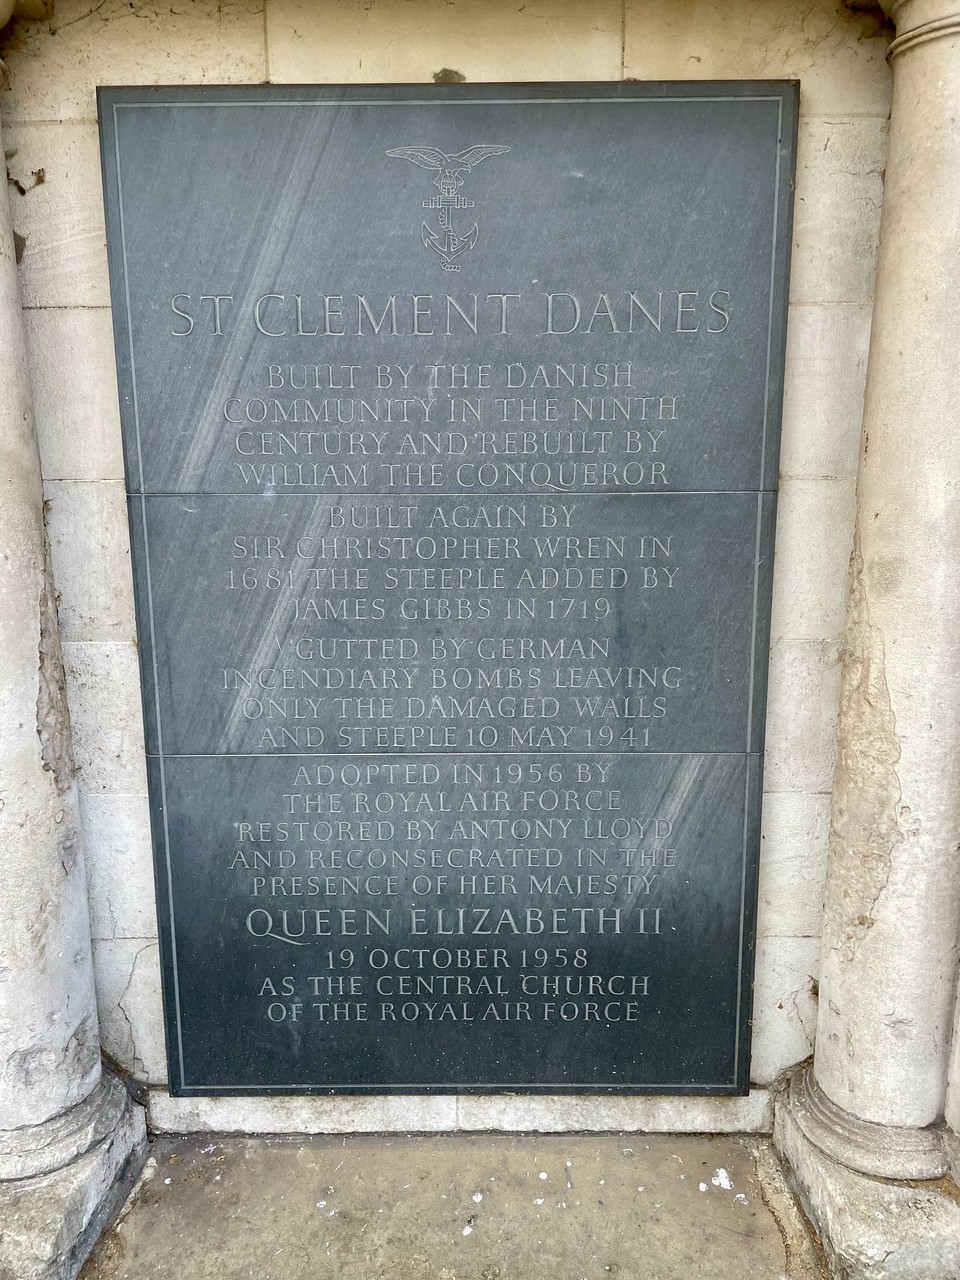 ST CLEMENT DANES
BUILT BY THE DANISH
COMMUNITY IN THE NINTH
CENTURY AND REBUILT BY
WILLIAM THE CONQUEROR
BUILT AGAIN BY
SIR CHRISTOPHER WREN IN
1681 THE STEEPLE ADDED BY
JAMES GIBBS IN 1719
GUTTED BY GERMAN
INCENDIARY BOMBS LEAVING
ONLY THE DAMAGED WALLS
AND STEEPLE 10 MAY 1941
ADOPTED IN 1956 BY
THE ROYAL AIR FORCE
RESTORED BY ANTONY LLOYD
AND RECONSECRATED IN THE
PRESENCE OF HER MAJESTY
QUEEN ELIZABETH II
19 OCTOBER 1958
AS THE CENTRAL CHURCH
OF THE ROYAL AIR FORCE